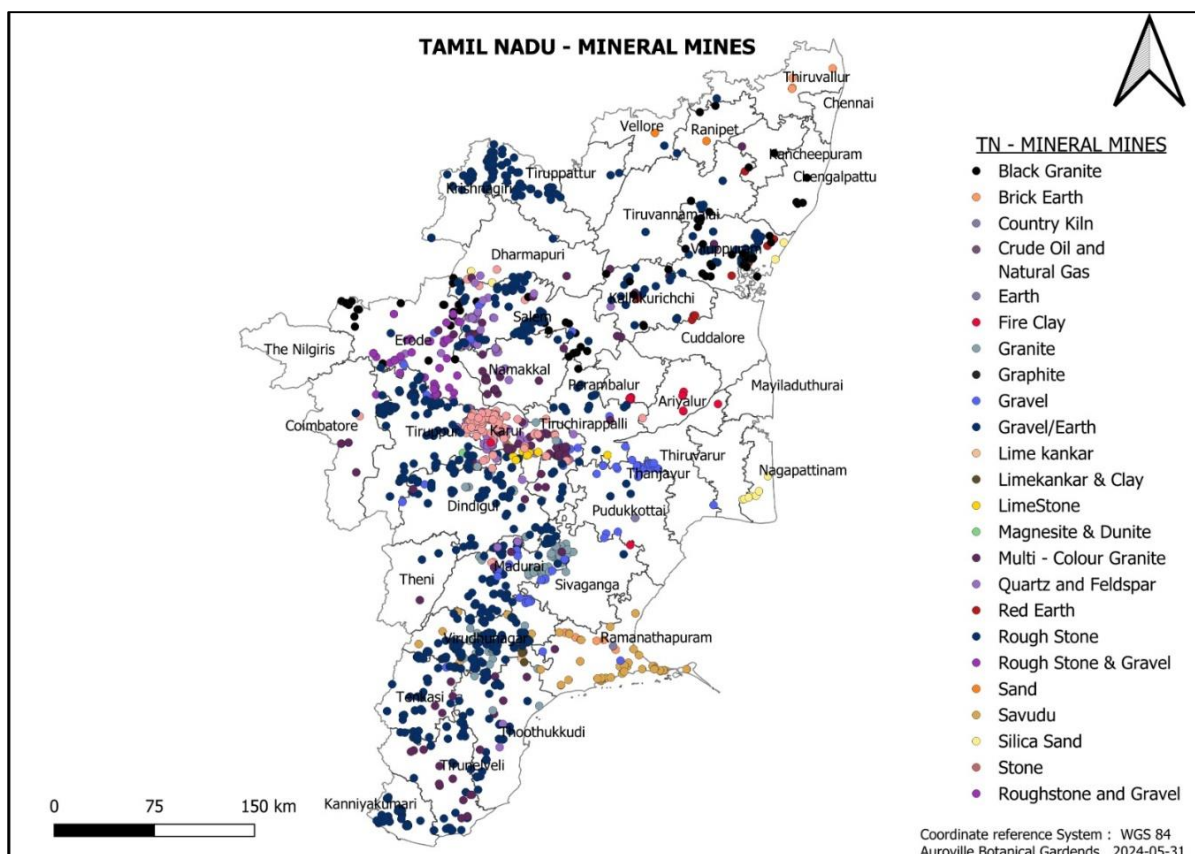 TAMIL NADU - MINERAL MINES
Thiruvallur
Chennai
Vellore
Ranipet
Kancheepuram
Chengalpattu
Tiruppattur
Krishnagiri
Tiruvannamalai
Viluppuram
Dharmapuri
Kallakurichchi
Salem
Cuddalore
Erode
The Nilgiris
Namakkal
Perambalur
Ariyalur
Mayiladuthurai
Coimbatore
Tiruppur
Karur
Tiruchirappalli
Thiruvarur
Nagapattinam
Thanjavur
Dindigul
Pudukkottai
Madurai
Theni
Sivaganga
Virudhunagar
Ramanathapuram
Tenkasi
Thoothukkudi
Tirunelveli
Kanniyakumari
0 75 150 km
TN - MINERAL MINES
Black Granite
Brick Earth
Country Kiln
Crude Oil and
Natural Gas
Earth
Fire Clay
Granite
Graphite
Gravel
Gravel/Earth
Lime kankar
Limekankar & Clay
LimeStone
Magnesite & Dunite
Multi - Colour Granite
Quartz and Feldspar
Red Earth
Rough Stone
Rough Stone & Gravel
Sand
Savudu
Silica Sand
Stone
Roughstone and Gravel
Coordinate reference System : WGS 84
Auroville Botanical Gardends 2024-05-31